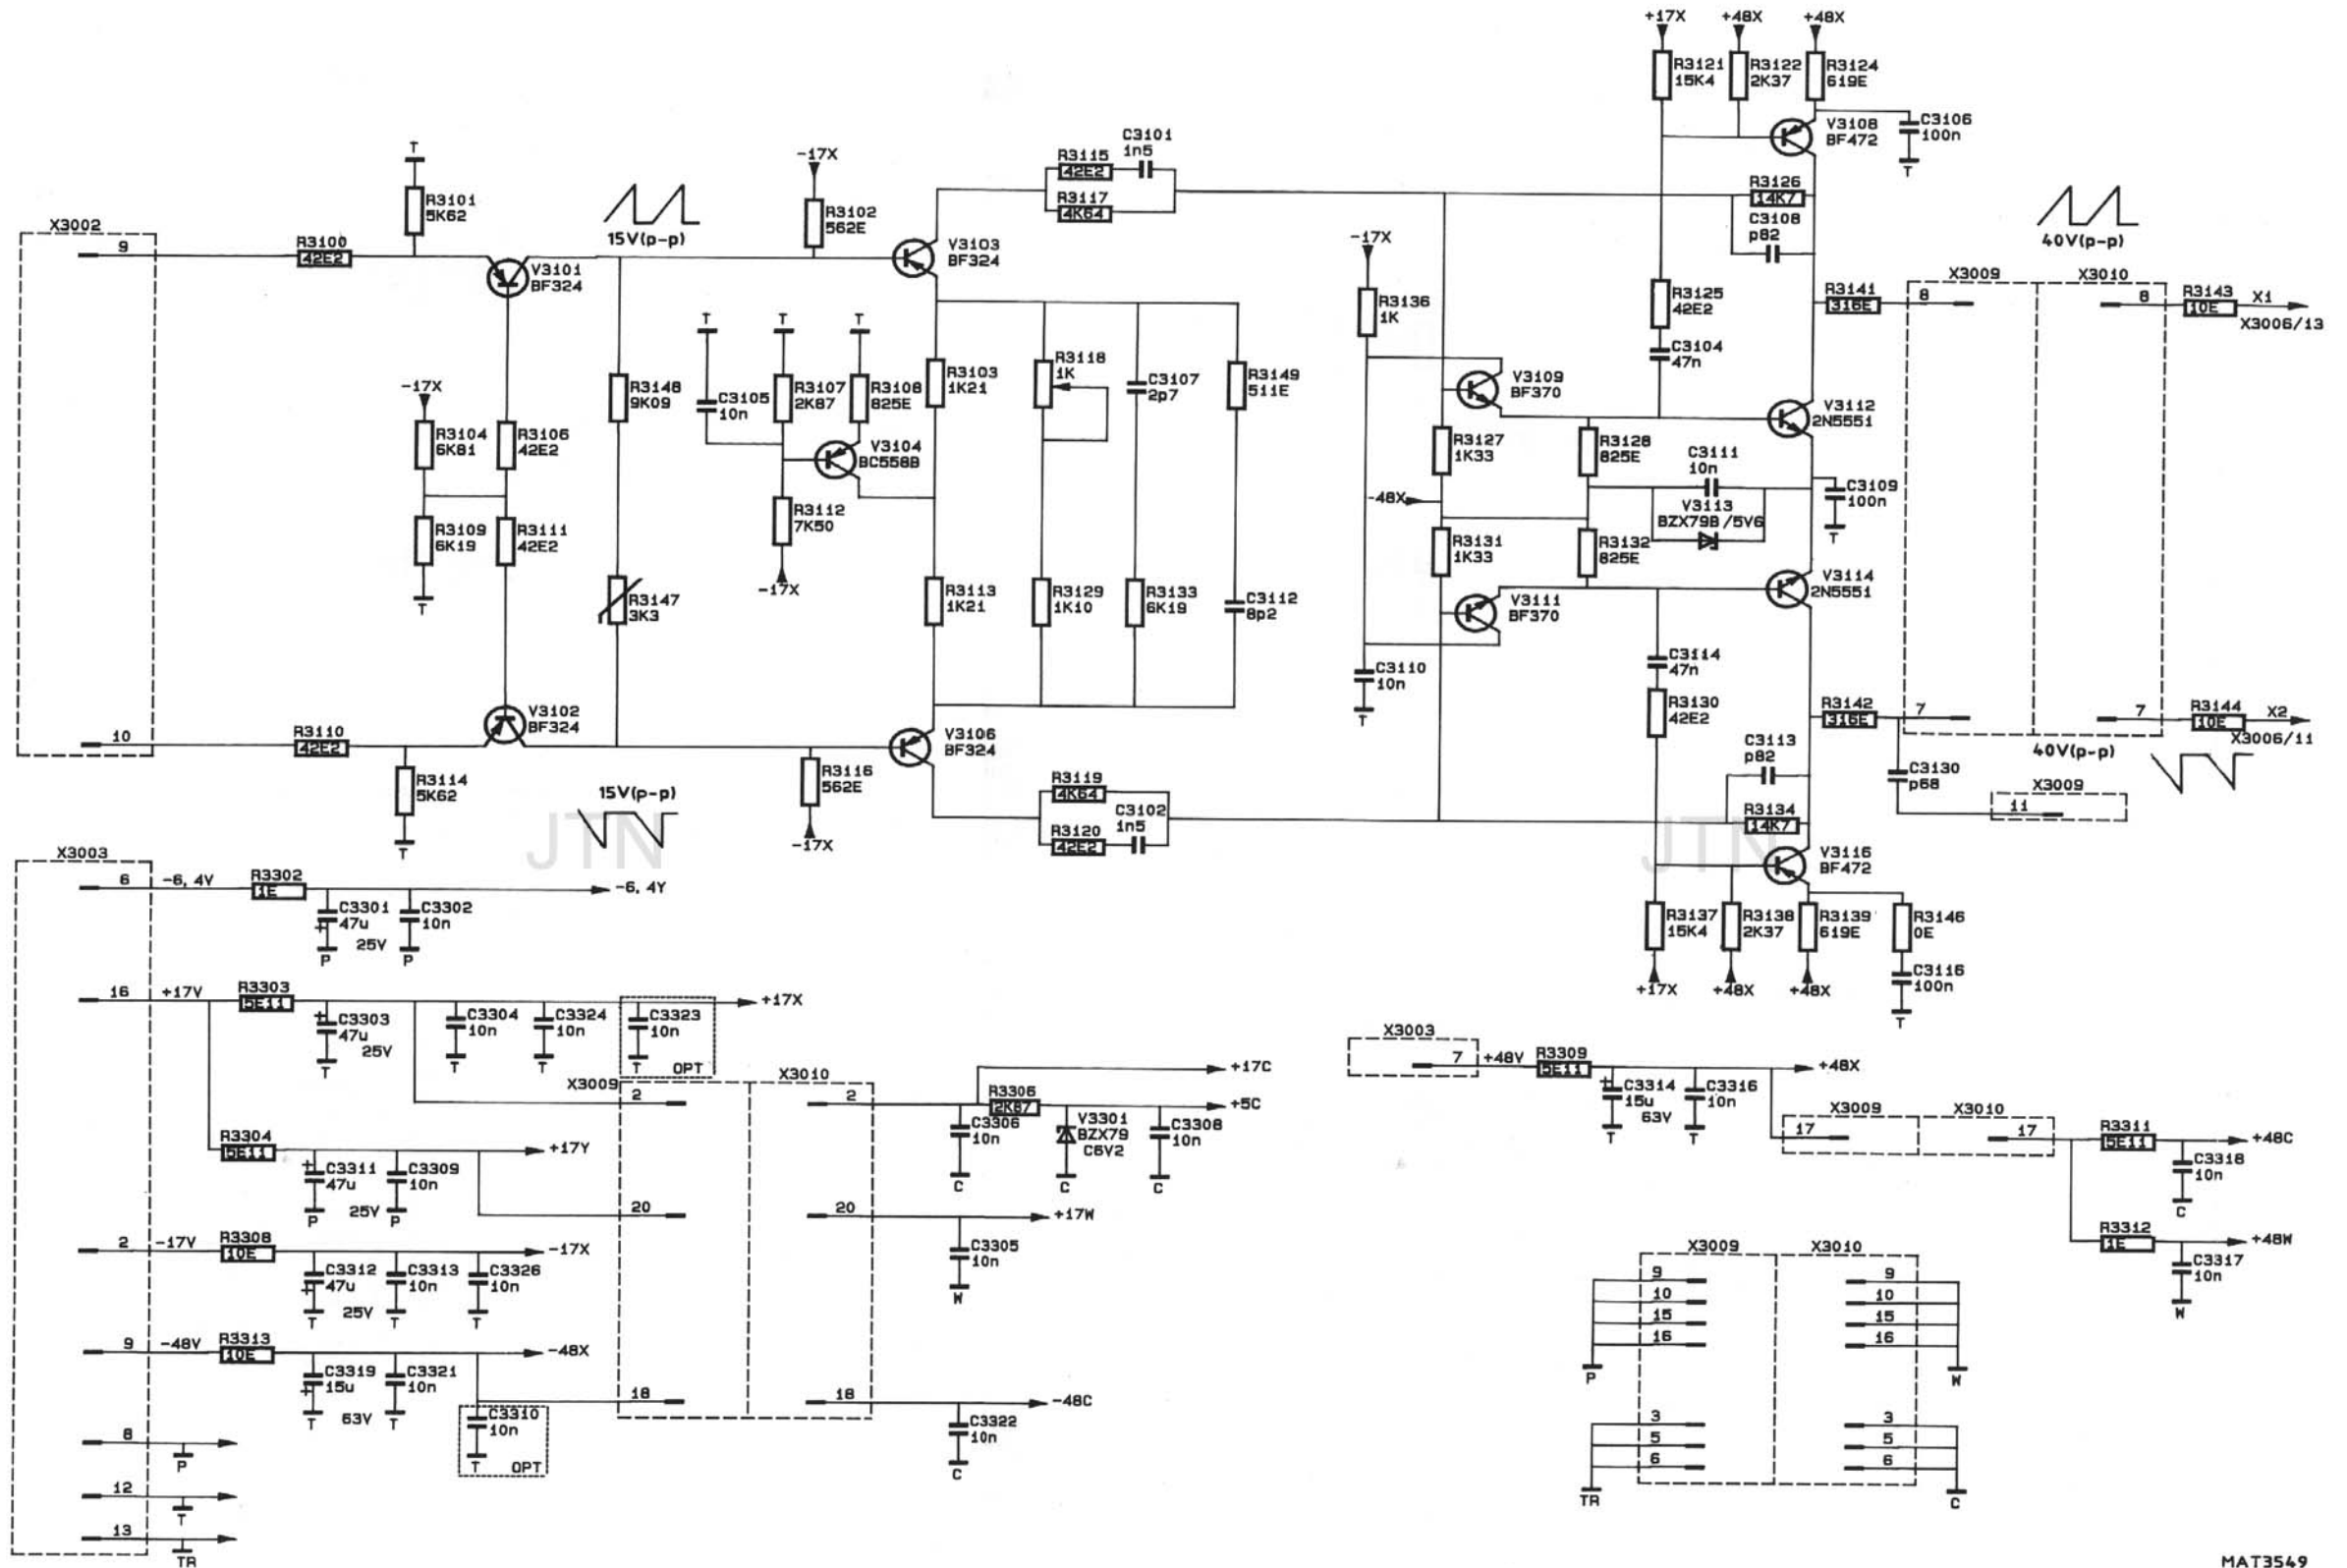 +17X +48X +48X
R3121 15K4
R3122 2K37
R3124 619E
V3108 BF472
C3106 100n
T
C3101 1n5
R3115 42E2
R3117 4K64
T
R3101 5K62
-17X
R3102 562E
15V(p-p)
V3103 BF324
R3126 14K7
C3108 p82
40V(p-p)
X3002
9
R3100 42E2
V3101 BF324
-17X
R3136 1K
R3125 42E2
C3104 47n
R3141 316E
X3009 X3010
8
8
R3143 10E
X1
X3006/13
T T T
R3148 9K09
C3105 10n
R3107 2K87
R3108 825E
R3103 1K21
R3118 1K
C3107 2p7
R3149 511E
V3109 BF370
V3112 2N5551
-17X
R3104 6K81
R3106 42E2
V3104 BC558B
R3127 1K33
R3128 825E
C3111 10n
-48X
V3113 BZX79B/5V6
C3109 100n
T
R3109 6K19
R3111 42E2
R3112 7K50
R3131 1K33
R3132 825E
T
R3147 3K3
-17X
R3113 1K21
R3129 1K10
R3133 6K19
C3112 8p2
V3111 BF370
V3114 2N5551
C3110 10n
T
C3114 47n
R3130 42E2
10
R3110 42E2
V3102 BF324
V3106 BF324
R3142 316E
7
7
R3144 10E
X2
X3006/11
40V(p-p)
R3114 5K62
T
15V(p-p)
R3116 562E
-17X
R3119 4K64
C3102 1n5
R3120 42E2
C3113 p82
R3134 14K7
C3130 p68
X3009
11
JTN
JTN
V3116 BF472
R3137 15K4
R3138 2K37
R3139 619E
R3146 0E
C3116 100n
T
+17X +48X +48X
X3003
6 -6,4V
R3302 1E
-6,4Y
C3301 47u 25V
C3302 10n
P P
16 +17V
R3303 5E11
+17X
C3303 47u 25V
C3304 10n
C3324 10n
C3323 10n
T T T T
OPT
X3009 X3010
2
2
+17C
R3306 2K87
+5C
C3306 10n
V3301 BZX79 C6V2
C3308 10n
C C C
R3304 5E11
+17Y
C3311 47u 25V
C3309 10n
P P
20
20
+17W
C3305 10n
W
2 -17V
R3308 10E
-17X
C3312 47u 25V
C3313 10n
C3326 10n
T T T
9 -48V
R3313 10E
-48X
C3319 15u 63V
C3321 10n
T T
C3310 10n
T OPT
18
18
-48C
C3322 10n
C
8
P
12
T
13
TR
X3003
7 +48V
R3309 5E11
+48X
C3314 15u 63V
C3316 10n
T T
X3009 X3010
17
17
R3311 5E11
+48C
C3318 10n
C
R3312 1E
+48W
C3317 10n
W
X3009 X3010
9 9
10 10
15 15
16 16
P W
3 3
5 5
6 6
TR C
MAT3549